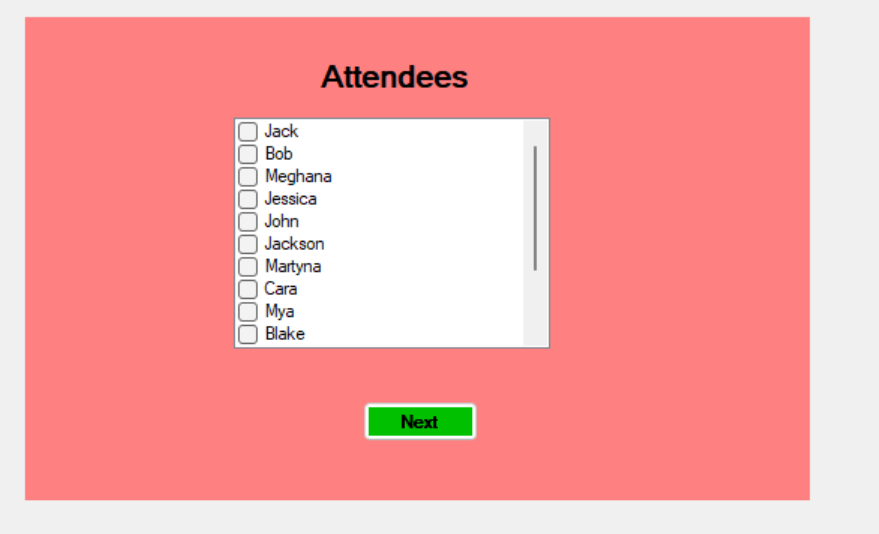 Attendees
Jack
Bob
Meghana
Jessica
John
Jackson
Martyna
Cara
Mya
Blake
Next